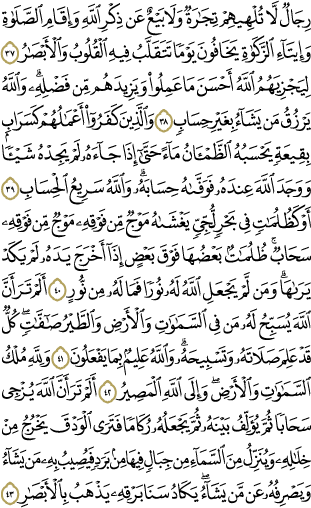 رِجَالٌ لَّا تُلْهِيهِمْ تِجَٰرَةٌ وَلَا بَيْعٌ عَن ذِكْرِ ٱللَّهِ وَإِقَامِ ٱلصَّلَوٰةِ
وَإِيتَآءِ ٱلزَّكَوٰةِ يَخَافُونَ يَوْمًا تَتَقَلَّبُ فِيهِ ٱلْقُلُوبُ وَٱلْأَبْصَٰرُ ٣٧
لِيَجْزِيَهُمُ ٱللَّهُ أَحْسَنَ مَا عَمِلُوا۟ وَيَزِيدَهُم مِّن فَضْلِهِۦ ۗ وَٱللَّهُ
يَرْزُقُ مَن يَشَآءُ بِغَيْرِ حِسَابٍ ٣٨ وَٱلَّذِينَ كَفَرُوٓا۟ أَعْمَٰلُهُمْ كَسَرَابٍۭ
بِقِيعَةٍ يَحْسَبُهُ ٱلظَّمْـَٔانُ مَآءً حَتَّىٰٓ إِذَا جَآءَهُۥ لَمْ يَجِدْهُ شَيْـًٔا
وَوَجَدَ ٱللَّهَ عِندَهُۥ فَوَفَّىٰهُ حِسَابَهُۥ ۗ وَٱللَّهُ سَرِيعُ ٱلْحِسَابِ ٣٩
أَوْ كَظُلُمَٰتٍ فِى بَحْرٍ لُّجِّىٍّ يَغْشَىٰهُ مَوْجٌ مِّن فَوْقِهِۦ مَوْجٌ مِّن فَوْقِهِۦ
سَحَابٌ ۚ ظُلُمَٰتٌۢ بَعْضُهَا فَوْقَ بَعْضٍ إِذَآ أَخْرَجَ يَدَهُۥ لَمْ يَكَدْ
يَرَىٰهَا ۗ وَمَن لَّمْ يَجْعَلِ ٱللَّهُ لَهُۥ نُورًا فَمَا لَهُۥ مِن نُّورٍ ٤٠ أَلَمْ تَرَ أَنَّ
ٱللَّهَ يُسَبِّحُ لَهُۥ مَن فِى ٱلسَّمَٰوَٰتِ وَٱلْأَرْضِ وَٱلطَّيْرُ صَٰٓفَّٰتٍ ۖ كُلٌّ
قَدْ عَلِمَ صَلَاتَهُۥ وَتَسْبِيحَهُۥ ۗ وَٱللَّهُ عَلِيمٌۢ بِمَا يَفْعَلُونَ ٤١ وَلِلَّهِ مُلْكُ
ٱلسَّمَٰوَٰتِ وَٱلْأَرْضِ ۖ وَإِلَى ٱللَّهِ ٱلْمَصِيرُ ٤٢ أَلَمْ تَرَ أَنَّ ٱللَّهَ يُزْجِى
سَحَابًا ثُمَّ يُؤَلِّفُ بَيْنَهُۥ ثُمَّ يَجْعَلُهُۥ رُكَامًا فَتَرَى ٱلْوَدْقَ يَخْرُجُ مِنْ
خِلَٰلِهِۦ وَيُنَزِّلُ مِنَ ٱلسَّمَآءِ مِن جِبَالٍ فِيهَا مِنۢ بَرَدٍ فَيُصِيبُ بِهِۦ مَن يَشَآءُ
وَيَصْرِفُهُۥ عَن مَّن يَشَآءُ ۖ يَكَادُ سَنَا بَرْقِهِۦ يَذْهَبُ بِٱلْأَبْصَٰرِ ٤٣